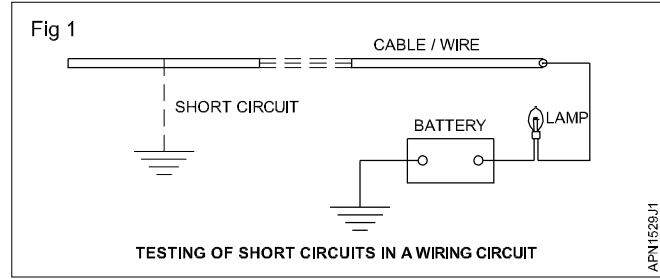 Fig 1
CABLE / WIRE
SHORT CIRCUIT
BATTERY
LAMP
TESTING OF SHORT CIRCUITS IN A WIRING CIRCUIT
APN1529J1